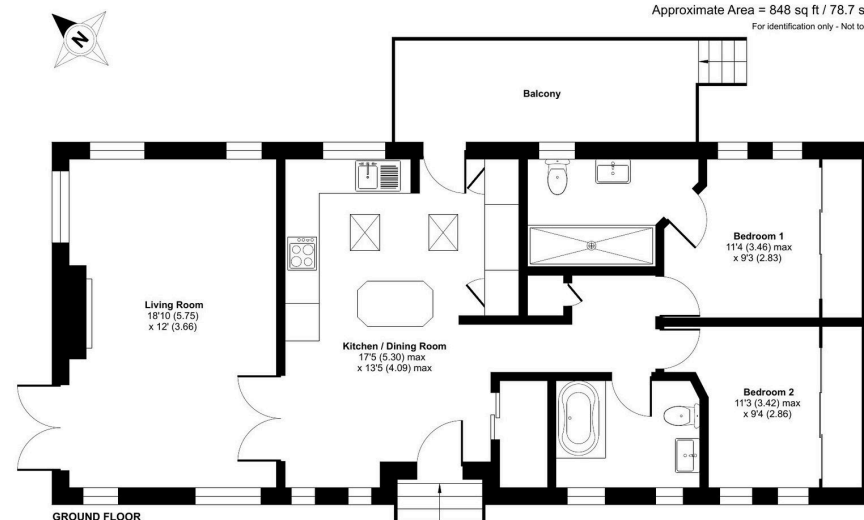 Approximate Area = 848 sq ft / 78.7 s
For identification only - Not to
N
Balcony
Bedroom 1
11'4 (3.46) max
x 9'3 (2.83)
Living Room
18'10 (5.75)
x 12' (3.66)
Kitchen / Dining Room
17'5 (5.30) max
x 13'5 (4.09) max
Bedroom 2
11'3 (3.42) max
x 9'4 (2.86)
GROUND FLOOR